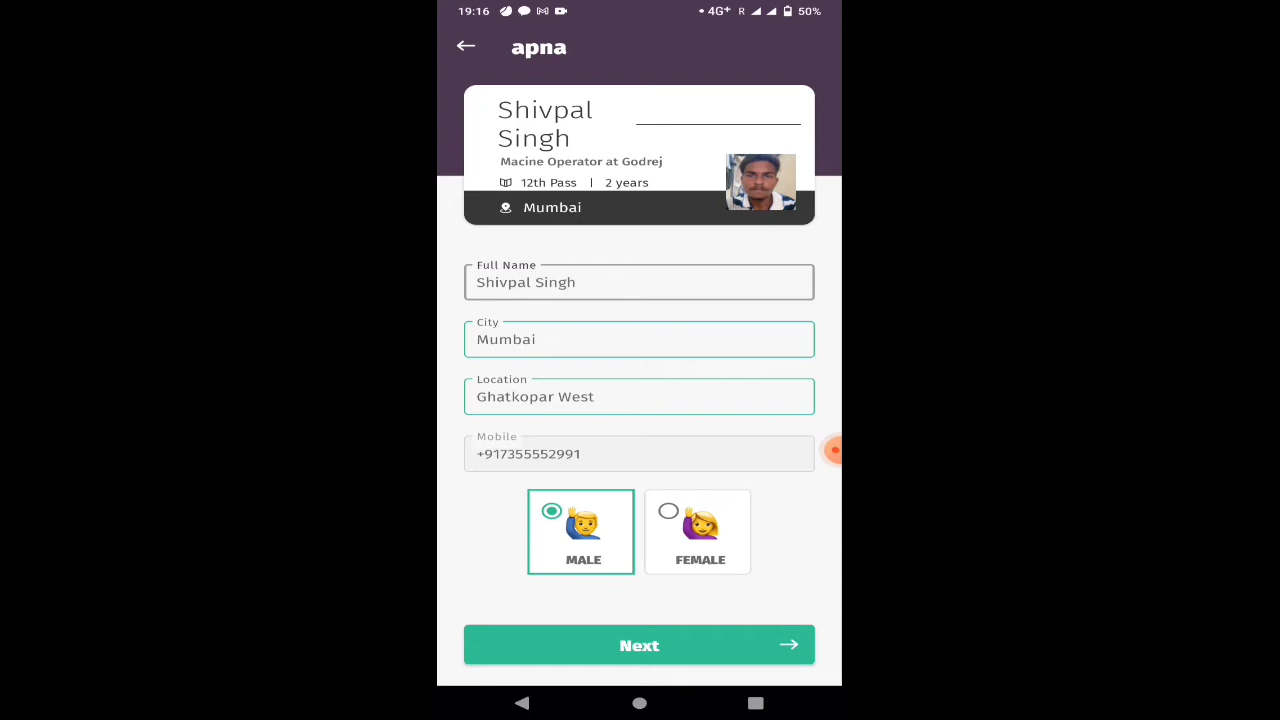 19:16 4G+ R 50%
apna
Shivpal
Singh
Macine Operator at Godrej
12th Pass | 2 years
Mumbai
Full Name
Shivpal Singh
City
Mumbai
Location
Ghatkopar West
Mobile
+917355552991
MALE FEMALE
Next